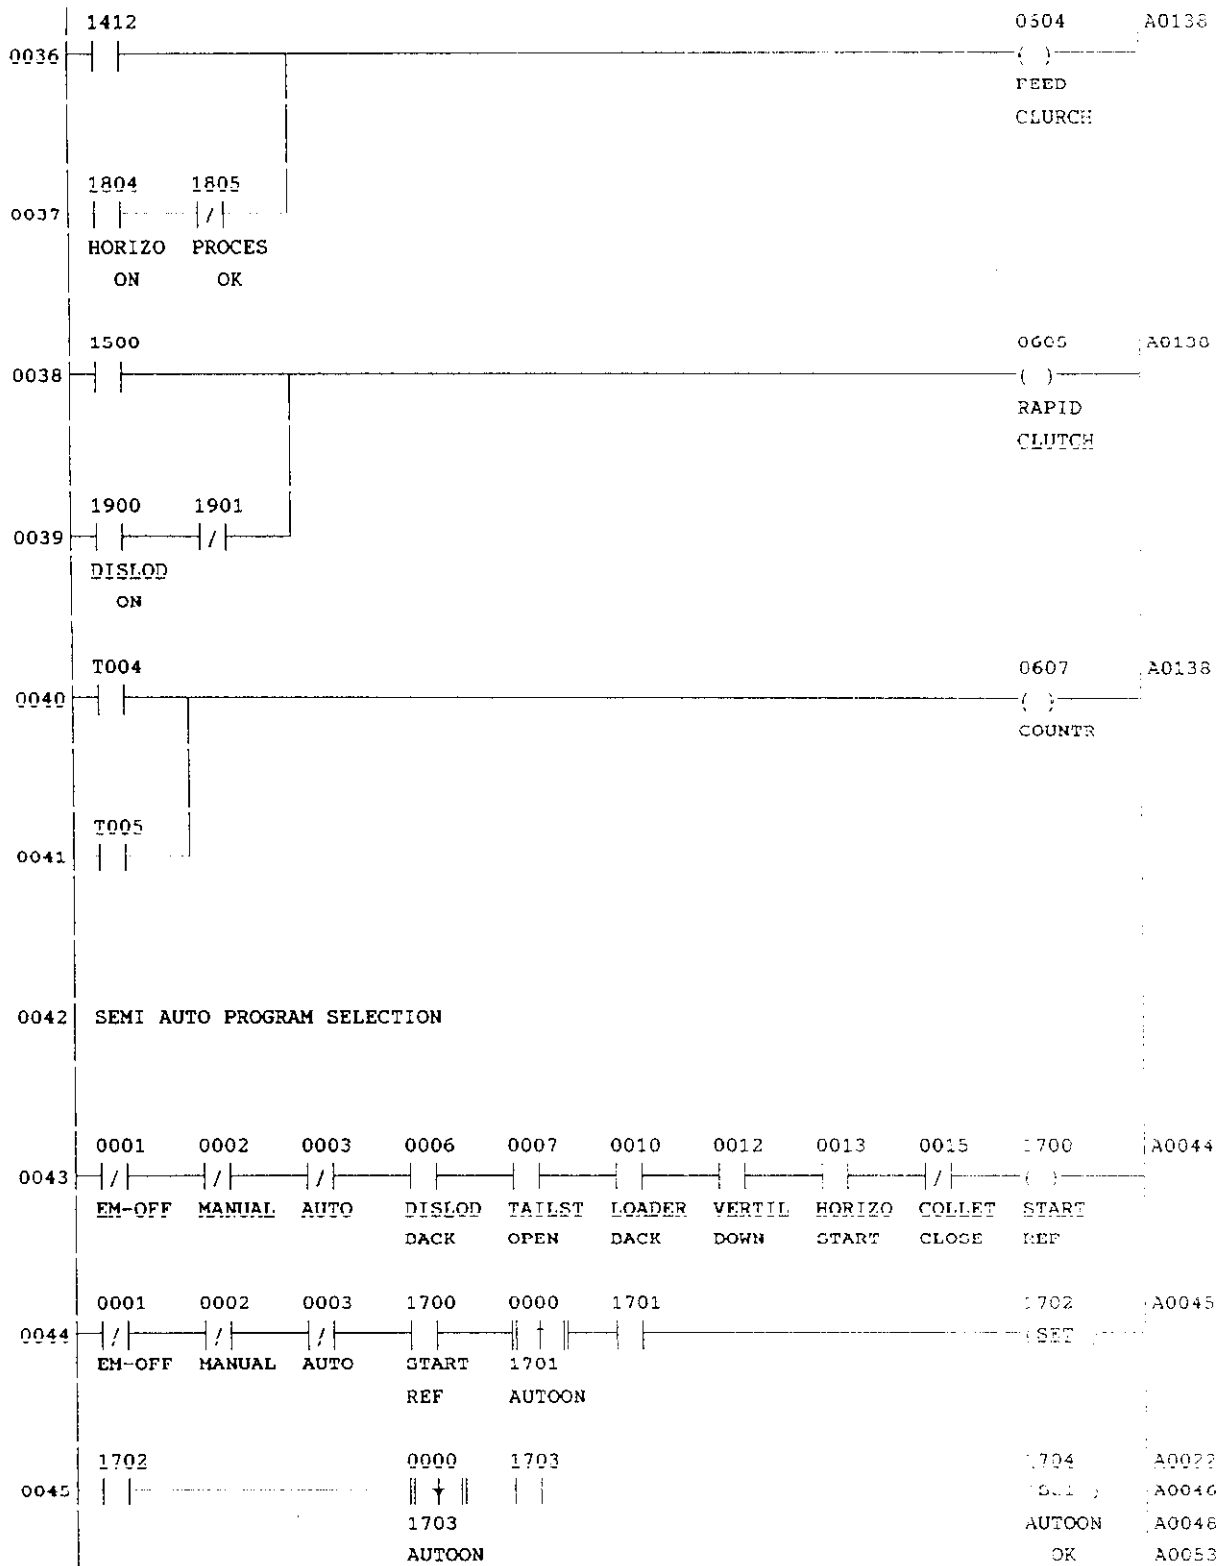 1412 0604 A0138
0036 ( )
FEED
CLURCH
1804 1805
0037
HORIZO PROCES
ON OK
1500 0605 A0138
0038 ( )
RAPID
CLUTCH
1900 1901
0039
DISLOD
ON
T004 0607 A0138
0040 ( )
COUNTR
T005
0041
0042 SEMI AUTO PROGRAM SELECTION
0001 0002 0003 0006 0007 0010 0012 0013 0015 1700 A0044
0043 ( )
EM-OFF MANUAL AUTO DISLOD TAILST LOADER VERTIL HORIZO COLLET START
DACK OPEN DACK DOWN START CLOSE REF
0001 0002 0003 1700 0000 1701 1702 A0045
0044 (SET )
EM-OFF MANUAL AUTO START 1701
REF AUTOON
1702 0000 1703 1704 A0022
0045 (SET ) A0046
1703 AUTOON A0048
AUTOON OK A0053